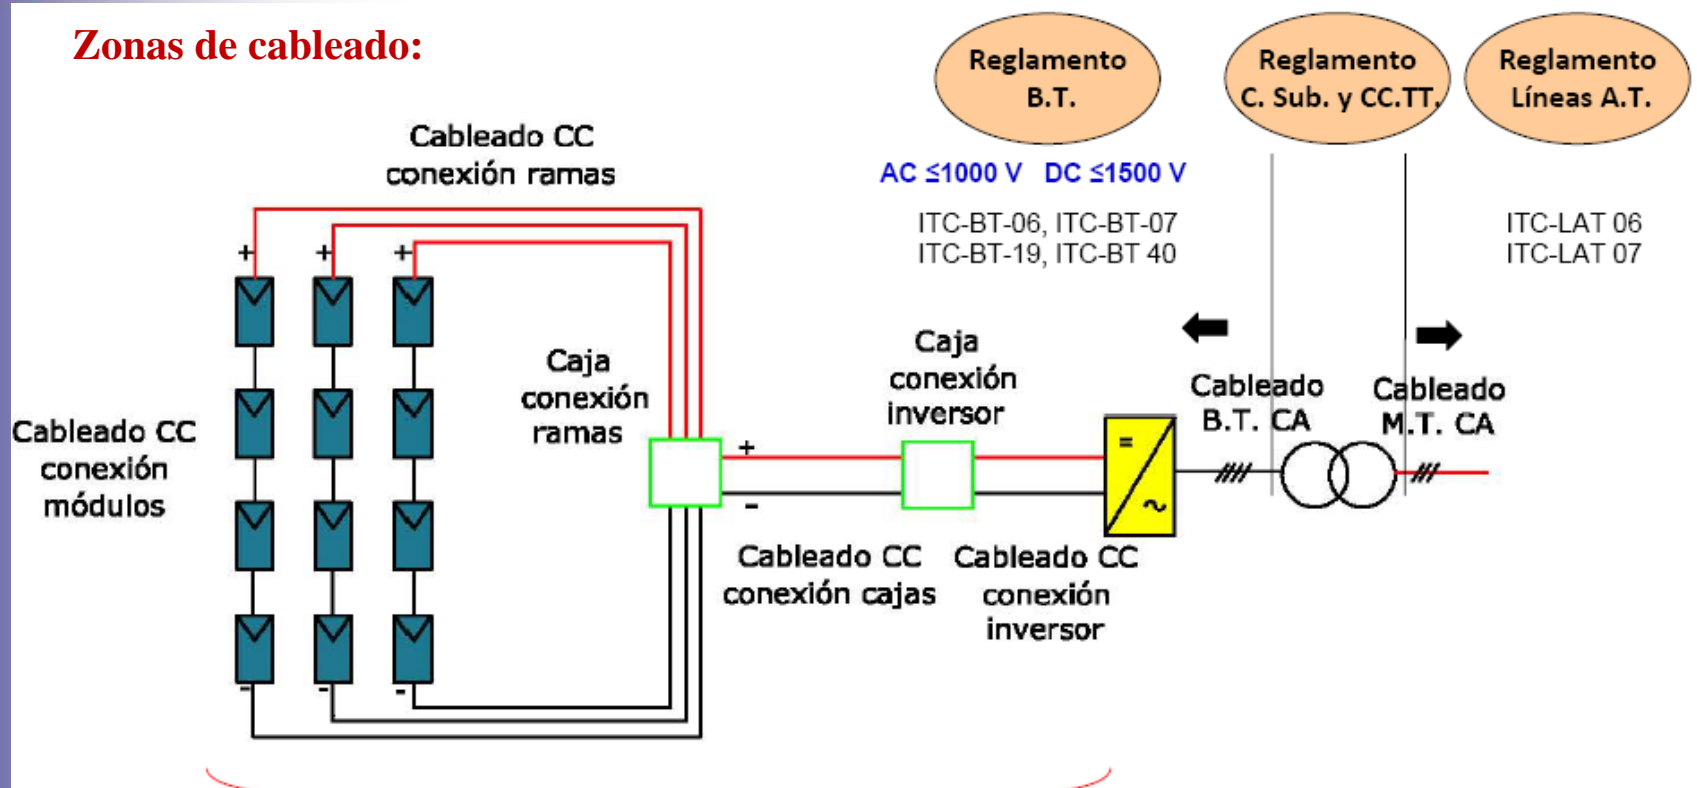 Zonas de cableado:
Reglamento
B.T.
Reglamento
C. Sub. y CC.TT.
Reglamento
Líneas A.T.
AC ≤1000 V DC ≤1500 V
ITC-BT-06, ITC-BT-07
ITC-BT-19, ITC-BT 40
ITC-LAT 06
ITC-LAT 07
Cableado CC
conexión ramas
+
+
+
Caja
conexión
ramas
Caja
conexión
inversor
Cableado
B.T. CA
Cableado
M.T. CA
Cableado CC
conexión
módulos
+
-
=
~
Cableado CC
conexión cajas
Cableado CC
conexión
inversor
-
-
-